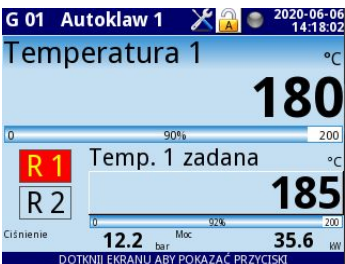 G 01 Autoklaw 1 2020-06-06
14:18:02
Temperatura 1 °C
180
0 90% 200
R 1 Temp. 1 zadana °C
R 2 185
0 92% 200
Ciśnienie 12.2 bar Moc 35.6 kW
DOTKNIJ EKRANU ABY POKAZAĆ PRZYCISKI